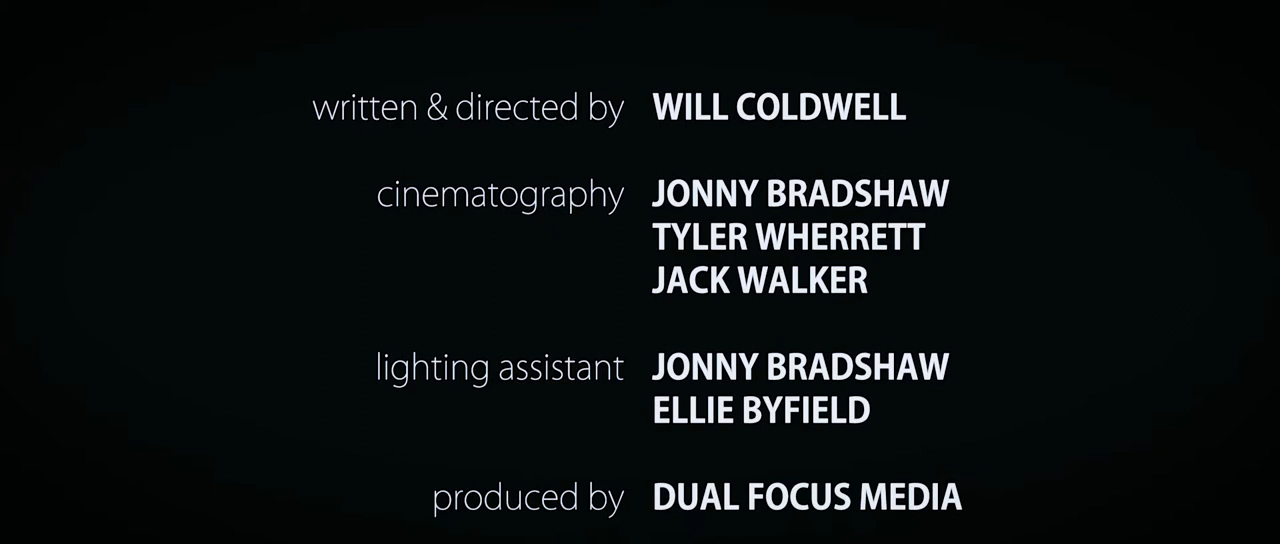 written & directed by WILL COLDWELL
cinematography JONNY BRADSHAW
TYLER WHERRETT
JACK WALKER
lighting assistant JONNY BRADSHAW
ELLIE BYFIELD
produced by DUAL FOCUS MEDIA